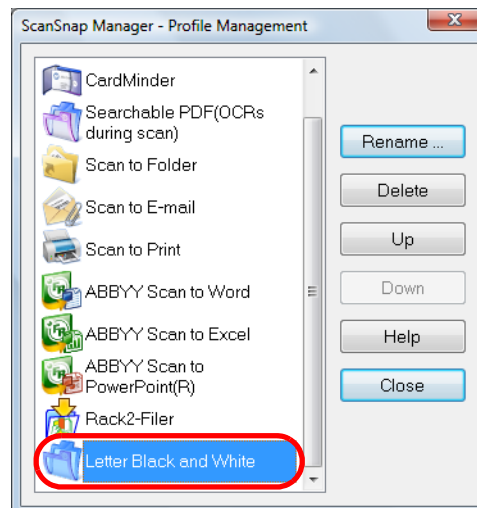 ScanSnap Manager - Profile Management
CardMinder
Searchable PDF(OCRs
during scan)
Scan to Folder
Scan to E-mail
Scan to Print
ABBYY Scan to Word
ABBYY Scan to Excel
ABBYY Scan to
PowerPoint(R)
Rack2-Filer
Letter Black and White
Rename ...
Delete
Up
Down
Help
Close